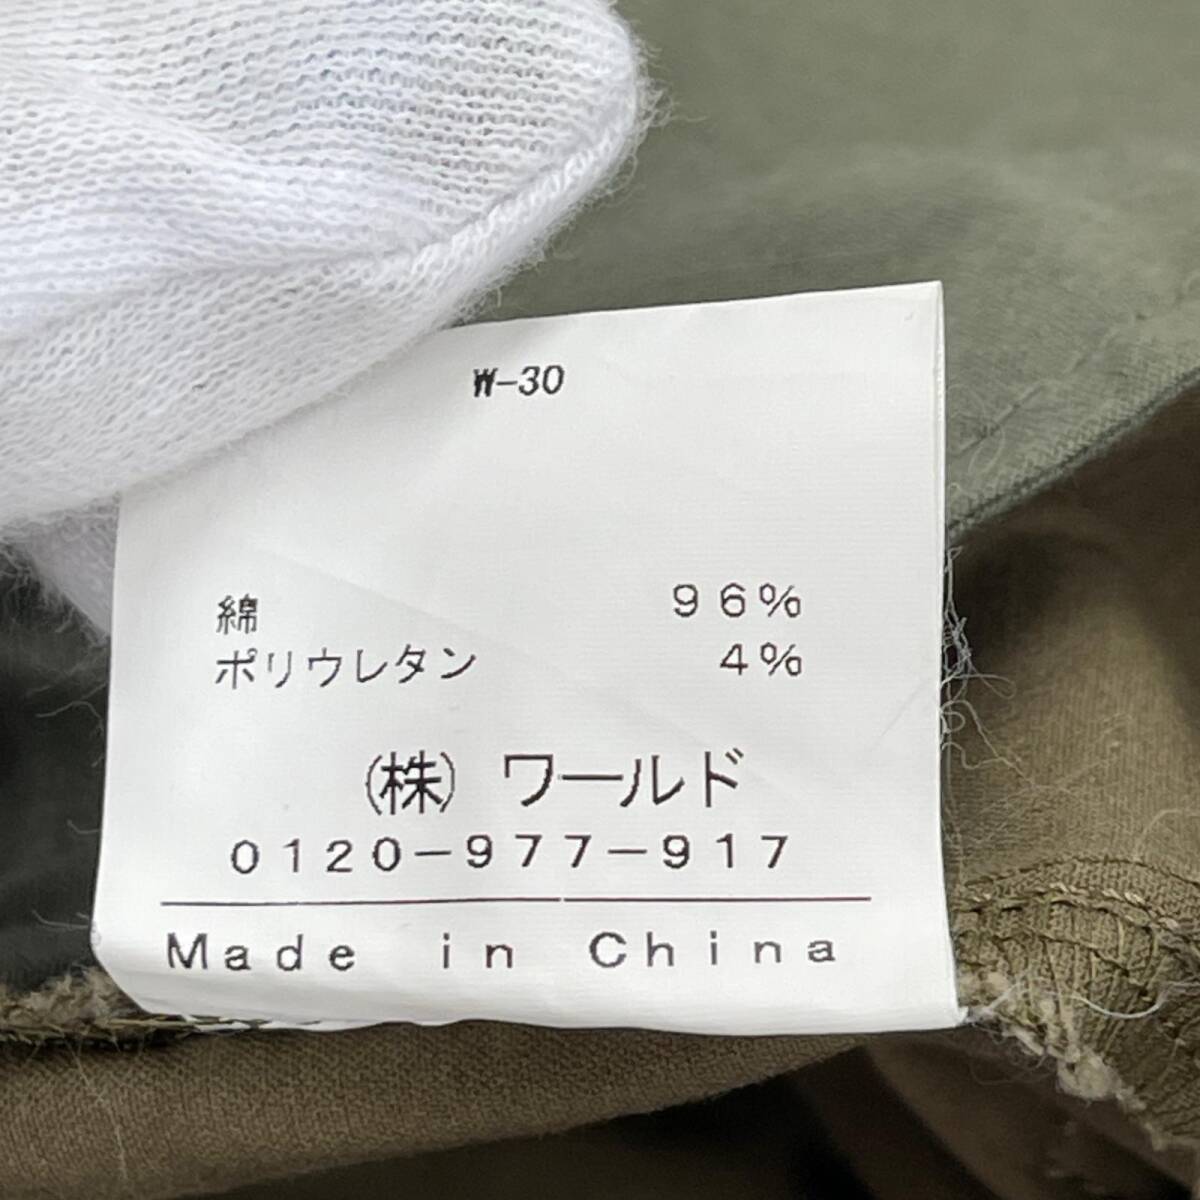 W-30
綿 96%
ポリウレタン 4%
(株) ワールド
0120-977-917
Made in China